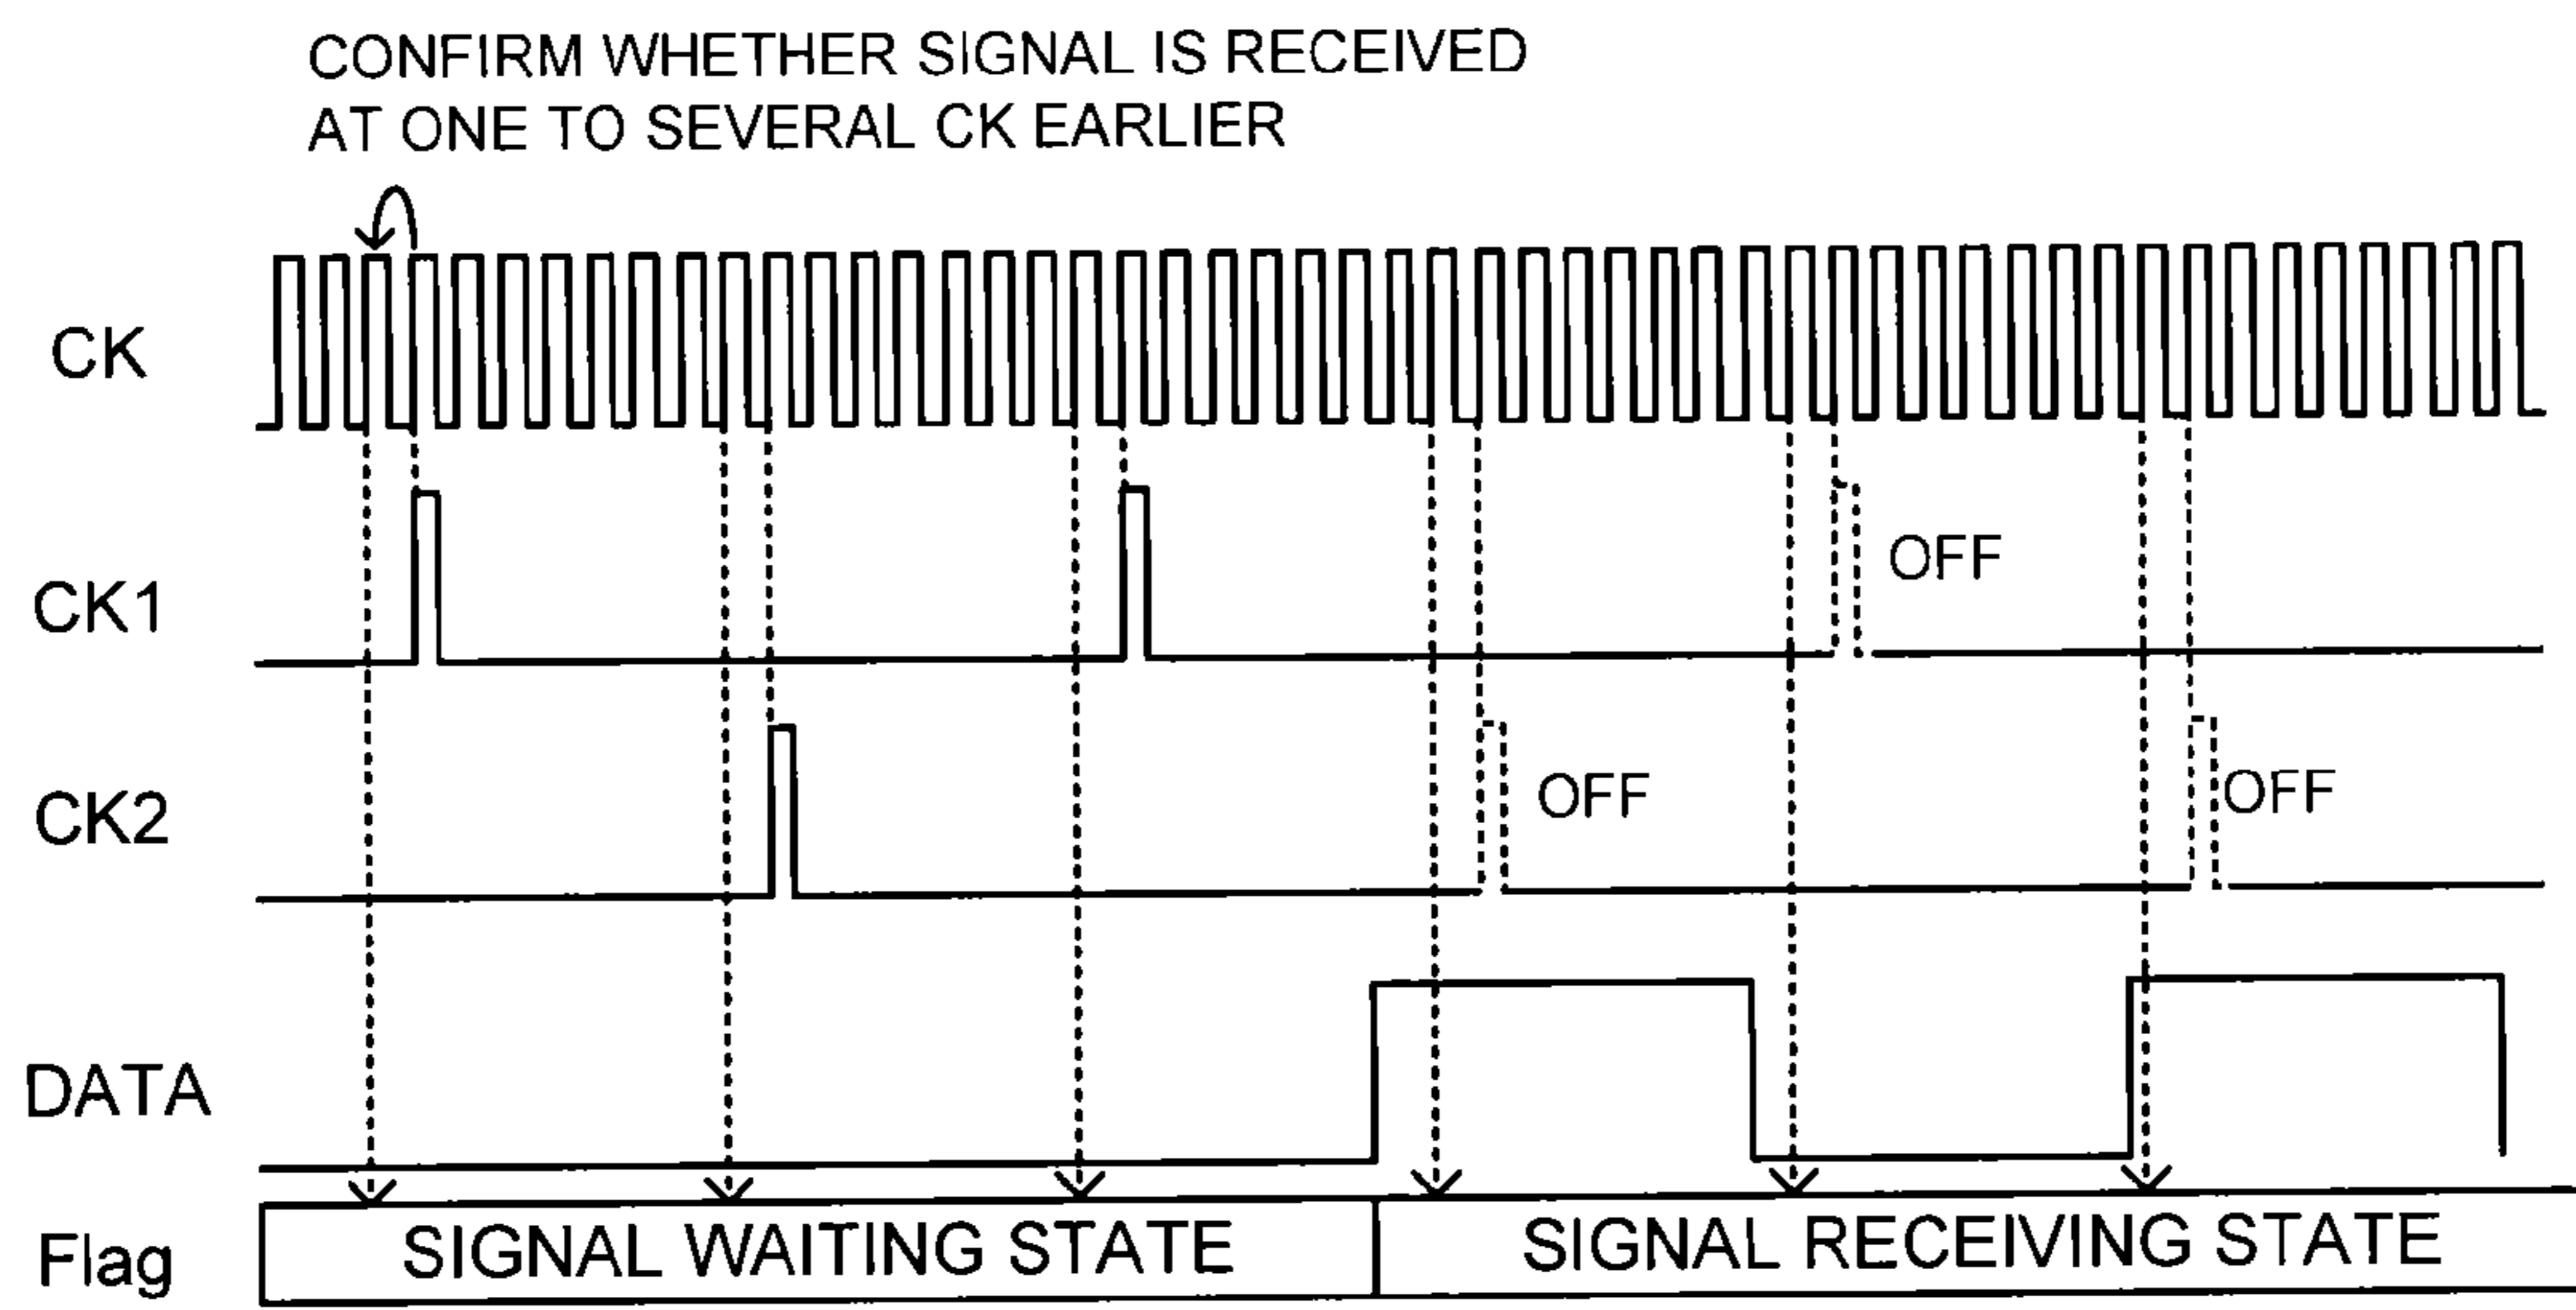 CONFIRM WHETHER SIGNAL IS RECEIVED
AT ONE TO SEVERAL CK EARLIER
CK
CK1
OFF
CK2
OFF
OFF
DATA
Flag
SIGNAL WAITING STATE
SIGNAL RECEIVING STATE